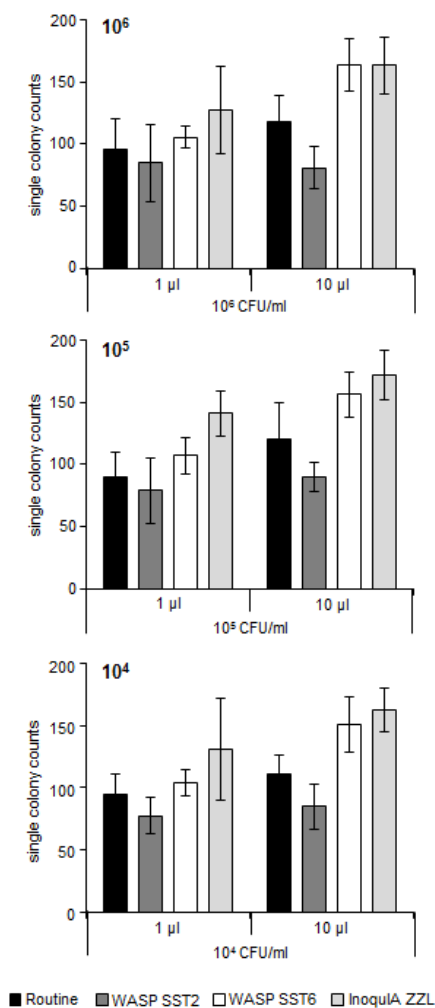 200
10⁶
150
100
50
0
single colony counts
1 µl
10 µl
10⁶ CFU/ml
200
10⁵
150
100
50
0
single colony counts
1 µl
10 µl
10⁵ CFU/ml
200
10⁴
150
100
50
0
single colony counts
1 µl
10 µl
10⁴ CFU/ml
Routine WASP SST2 WASP SST6 InoqulA ZZL